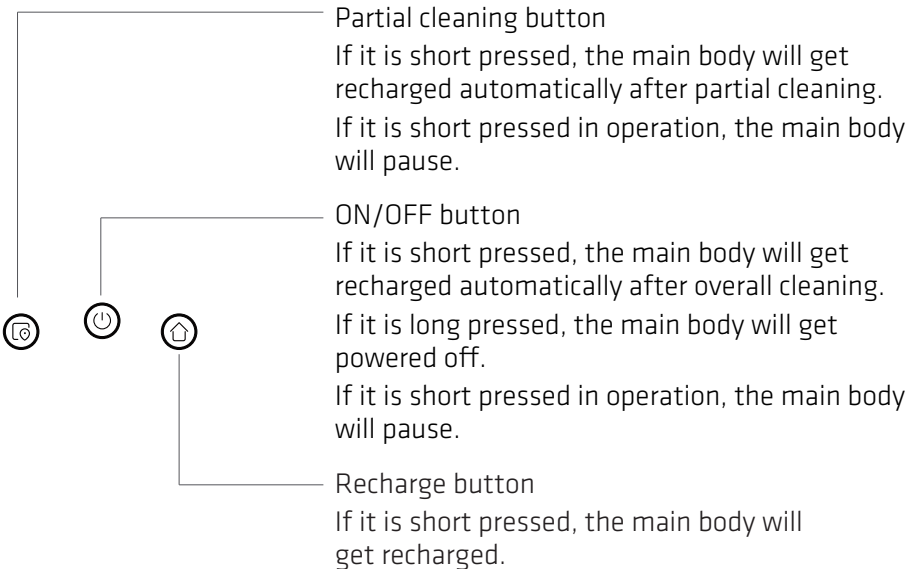 Partial cleaning button
If it is short pressed, the main body will get
recharged automatically after partial cleaning.
If it is short pressed in operation, the main body
will pause.
ON/OFF button
If it is short pressed, the main body will get
recharged automatically after overall cleaning.
If it is long pressed, the main body will get
powered off.
If it is short pressed in operation, the main body
will pause.
Recharge button
If it is short pressed, the main body will
get recharged.